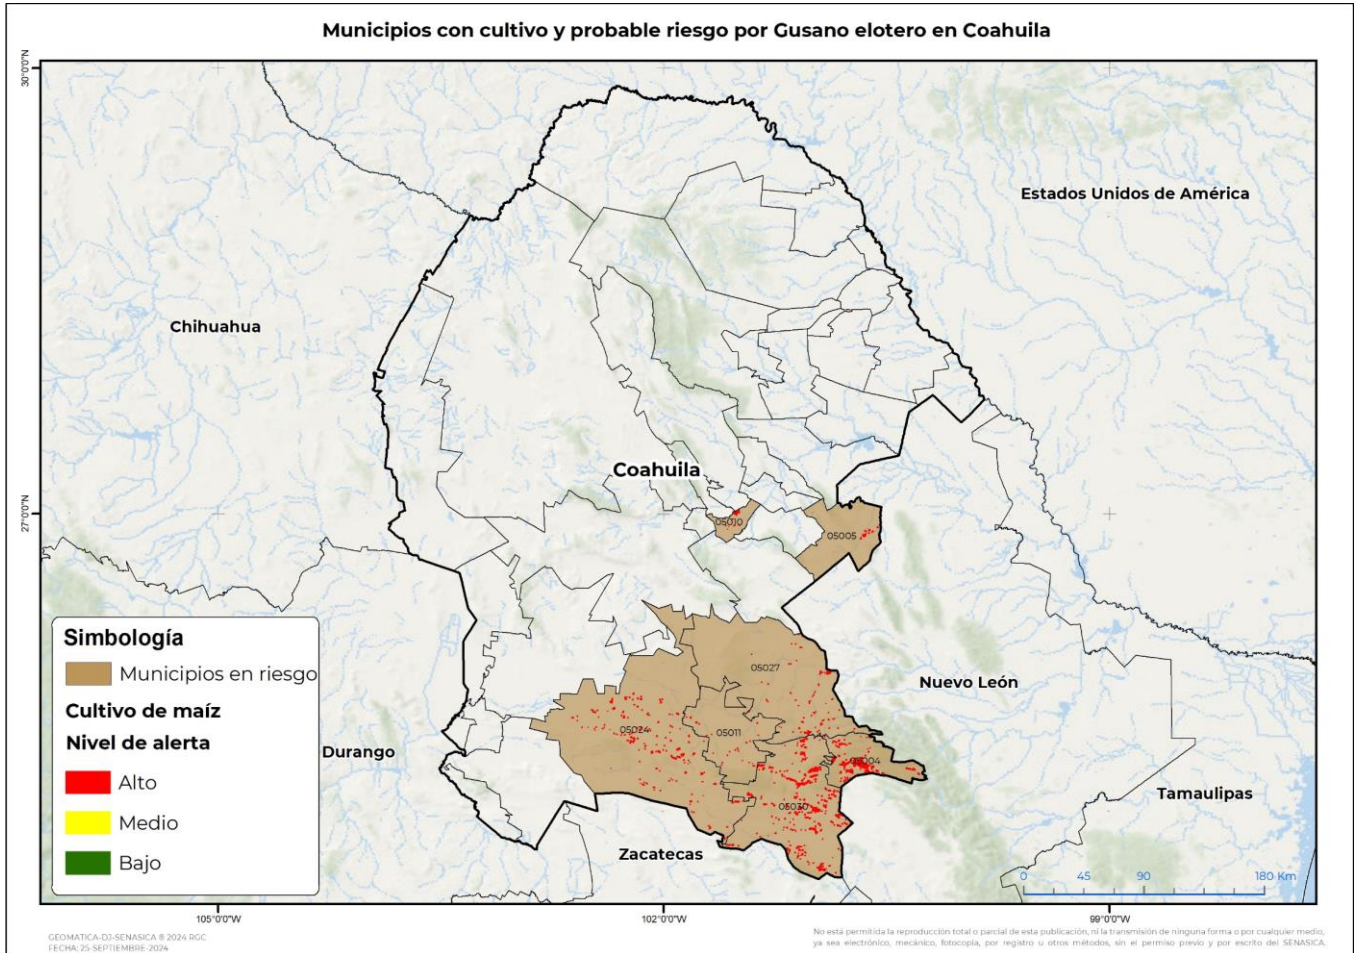 Municipios con cultivo y probable riesgo por Gusano elotero en Coahuila
30°0'0"N
Estados Unidos de América
Chihuahua
Coahuila
27°0'0"N
05010
05005
Simbología
Municipios en riesgo
Cultivo de maíz
Nivel de alerta
Alto
Medio
Bajo
05027
Nuevo León
05024
05011
Durango
05004
Tamaulipas
05030
Zacatecas
0 45 90 180 Km
105°0'0"W
102°0'0"W
99°0'0"W
GEOMATICA-DJ-SENASICA ® 2024 RGC
FECHA: 25-SEPTIEMBRE-2024
No está permitida la reproducción total o parcial de esta publicación, ni la transmisión de ninguna forma o por cualquier medio,
ya sea electrónico, mecánico, fotocopia, por registro u otros métodos, sin el permiso previo y por escrito del SENASICA.